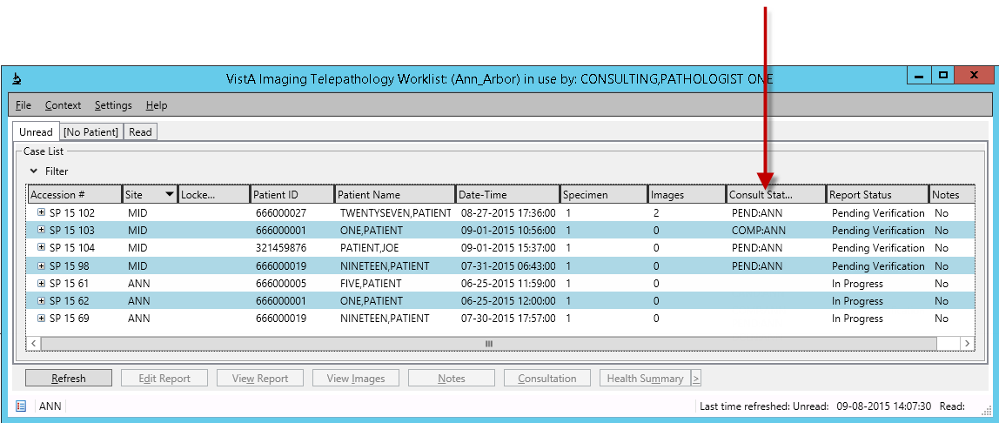 VistA Imaging Telepathology Worklist: (Ann_Arbor) in use by: CONSULTING,PATHOLOGIST ONE
File Context Settings Help
Unread [No Patient] Read
Case List
Filter
Accession # Site Locke... Patient ID Patient Name Date-Time Specimen Images Consult Stat... Report Status Notes
SP 15 102 MID 666000027 TWENTYSEVEN,PATIENT 08-27-2015 17:36:00 1 2 PEND:ANN Pending Verification No
SP 15 103 MID 666000001 ONE,PATIENT 09-01-2015 10:56:00 1 0 COMP:ANN Pending Verification No
SP 15 104 MID 321459876 PATIENT,JOE 09-01-2015 15:37:00 1 0 PEND:ANN Pending Verification No
SP 15 98 MID 666000019 NINETEEN,PATIENT 07-31-2015 06:43:00 1 0 PEND:ANN Pending Verification No
SP 15 61 ANN 666000005 FIVE,PATIENT 06-25-2015 11:59:00 1 0 In Progress No
SP 15 62 ANN 666000001 ONE,PATIENT 06-25-2015 12:00:00 1 0 In Progress No
SP 15 69 ANN 666000019 NINETEEN,PATIENT 07-30-2015 17:57:00 1 0 In Progress No
Refresh Edit Report View Report View Images Notes Consultation Health Summary >
ANN Last time refreshed: Unread: 09-08-2015 14:07:30 Read: